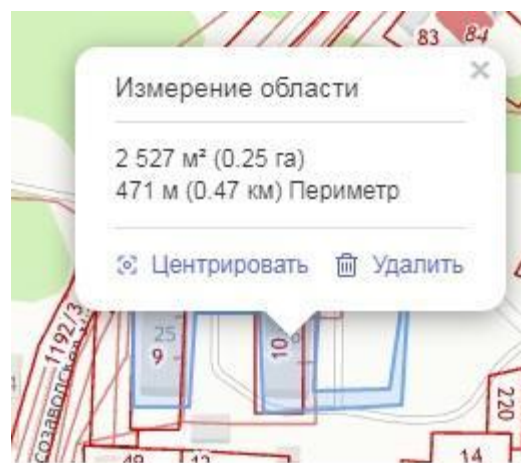 83 84
Измерение области
2 527 м² (0.25 га)
471 м (0.47 км) Периметр
Центрировать Удалить
1192/3
25
9
10
220
49 12
14